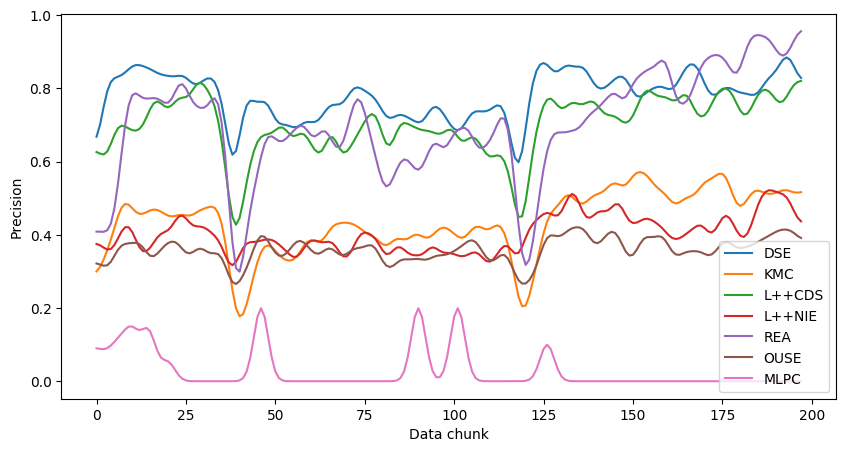 1.0
0.8
0.6
0.4
0.2
0.0
Precision
0
25
50
75
100
125
150
175
200
Data chunk
DSE
KMC
L++CDS
L++NIE
REA
OUSE
MLPC